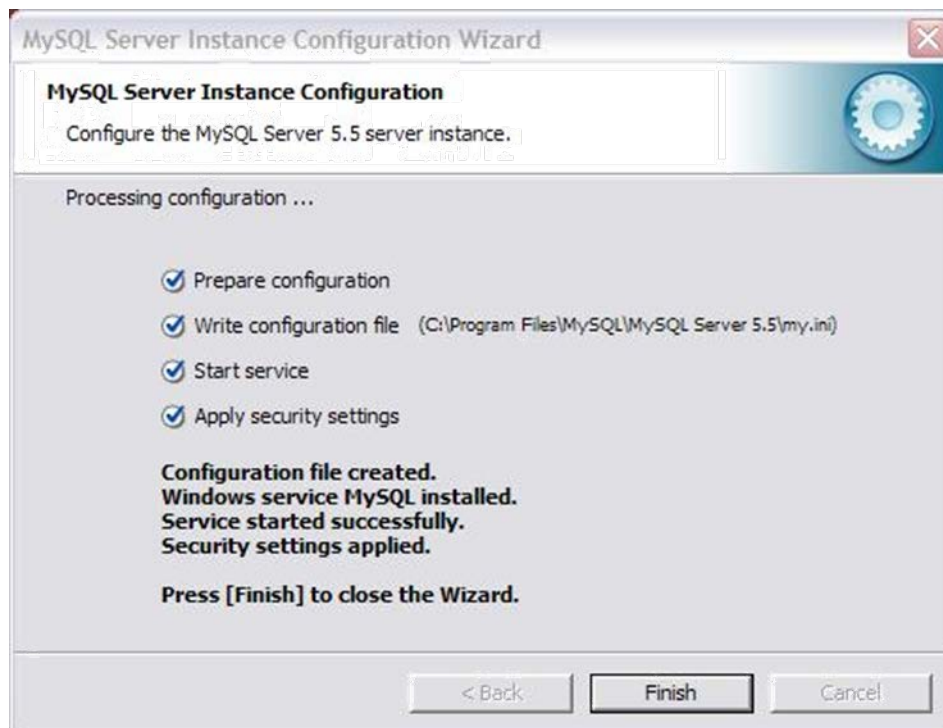 MySQL Server Instance Configuration Wizard
MySQL Server Instance Configuration
Configure the MySQL Server 5.5 server instance.
Processing configuration ...
Prepare configuration
Write configuration file (C:\Program Files\MySQL\MySQL Server 5.5\my.ini)
Start service
Apply security settings
Configuration file created.
Windows service MySQL installed.
Service started successfully.
Security settings applied.
Press [Finish] to close the Wizard.
< Back Finish Cancel